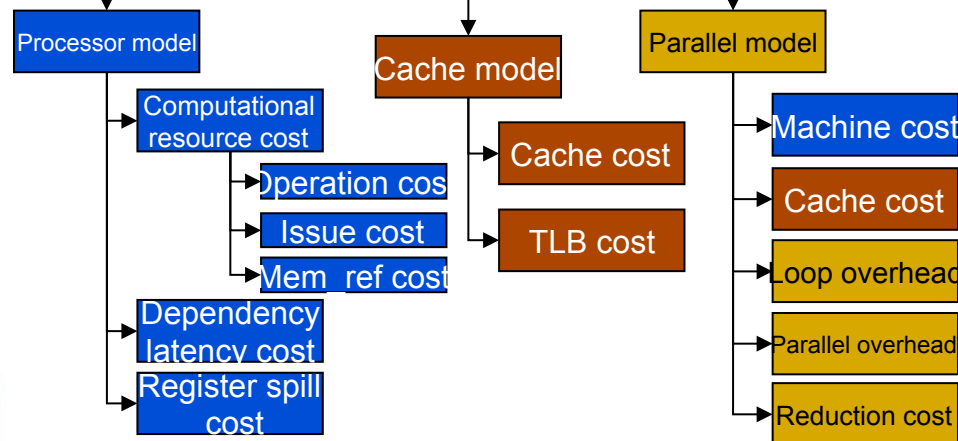 Processor model
Computational
resource cost
Operation cos
Issue cost
Mem_ref cost
Dependency
latency cost
Register spill
cost
Cache model
Cache cost
TLB cost
Parallel model
Machine cost
Cache cost
Loop overhead
Parallel overhead
Reduction cost